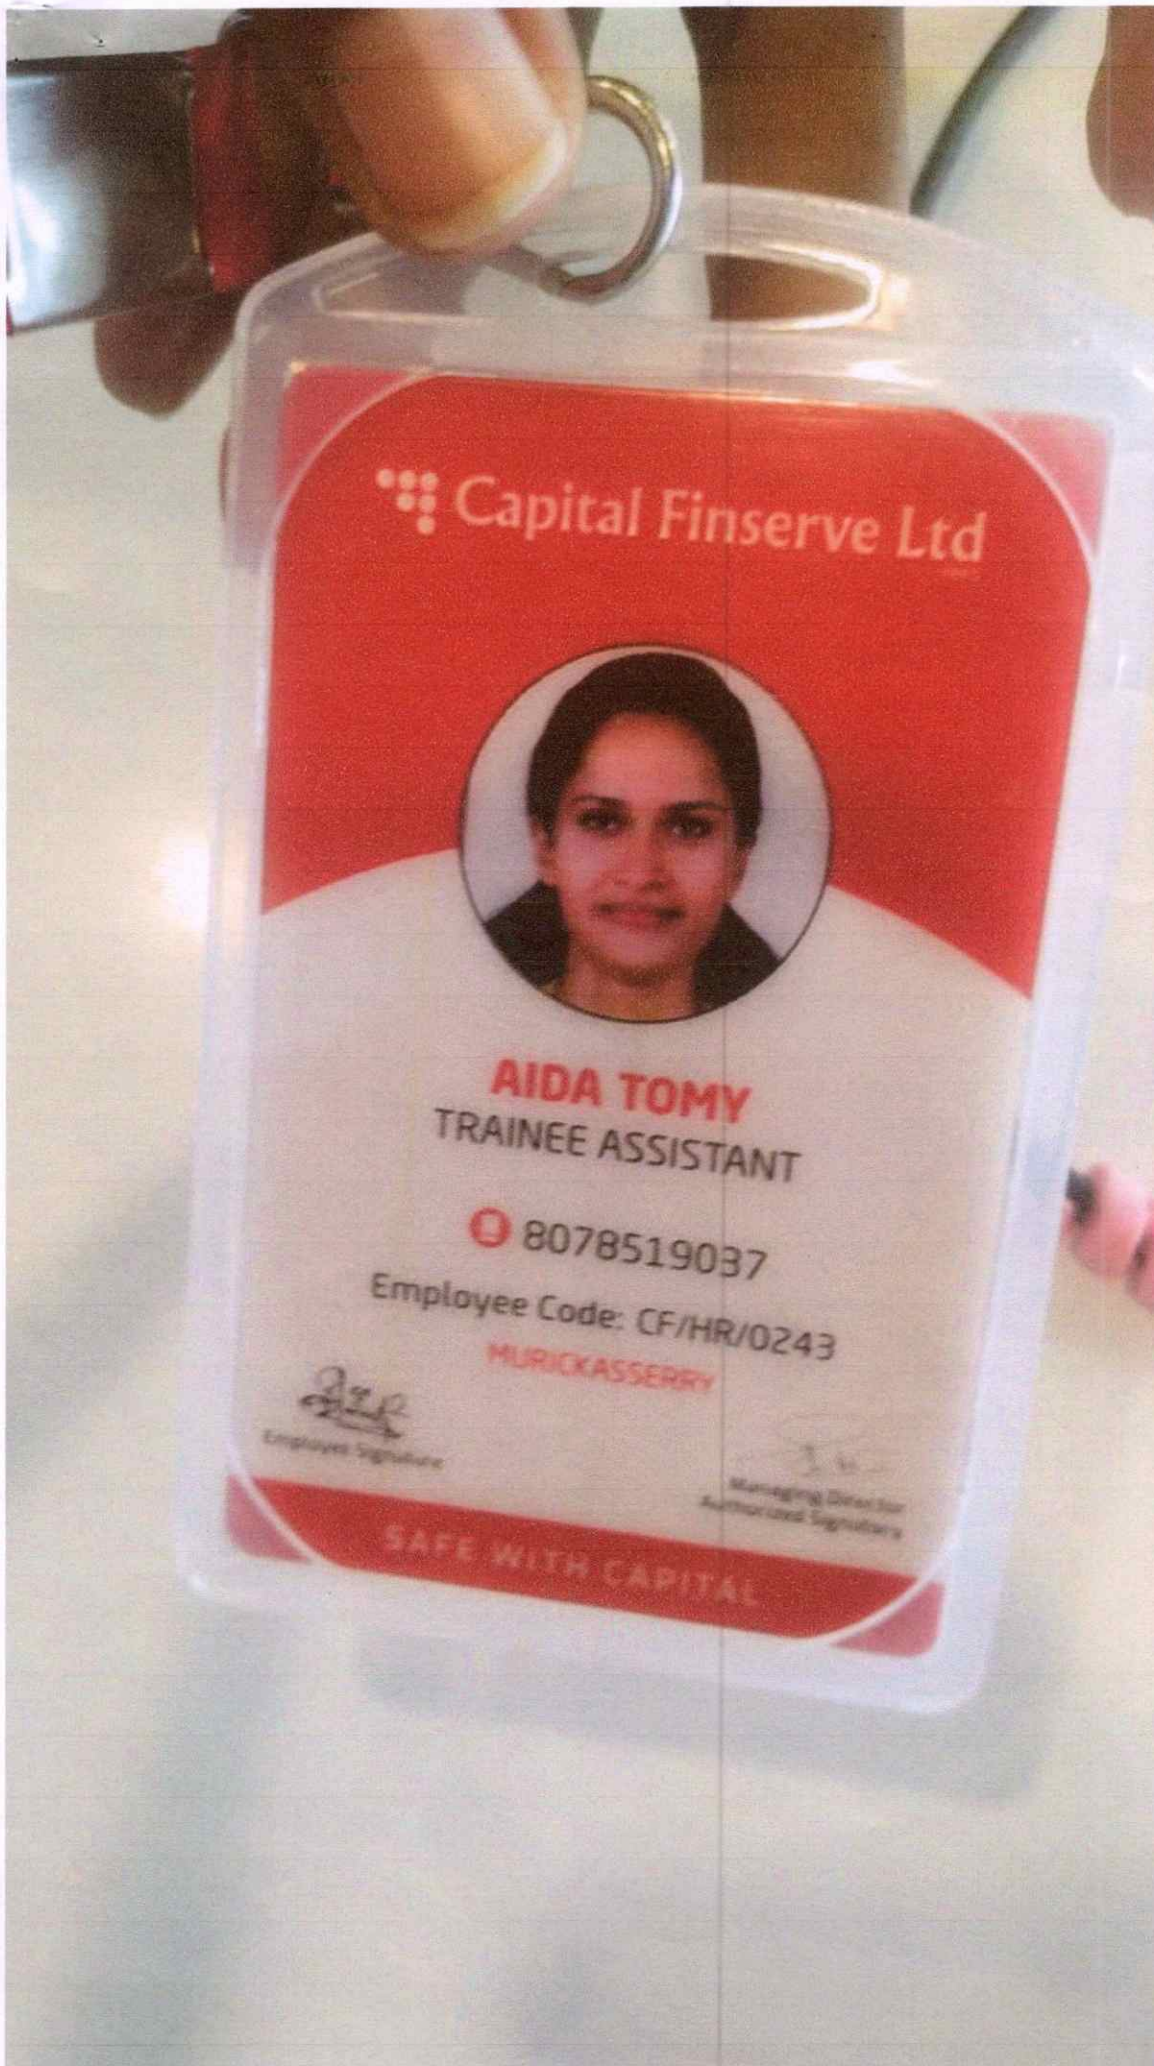 Capital Finserve Ltd
AIDA TOMY
TRAINEE ASSISTANT
8078519037
Employee Code: CF/HR/0243
MURICKASSERRY
Employee Signature
Managing Director
Authorized Signatory
SAFE WITH CAPITAL